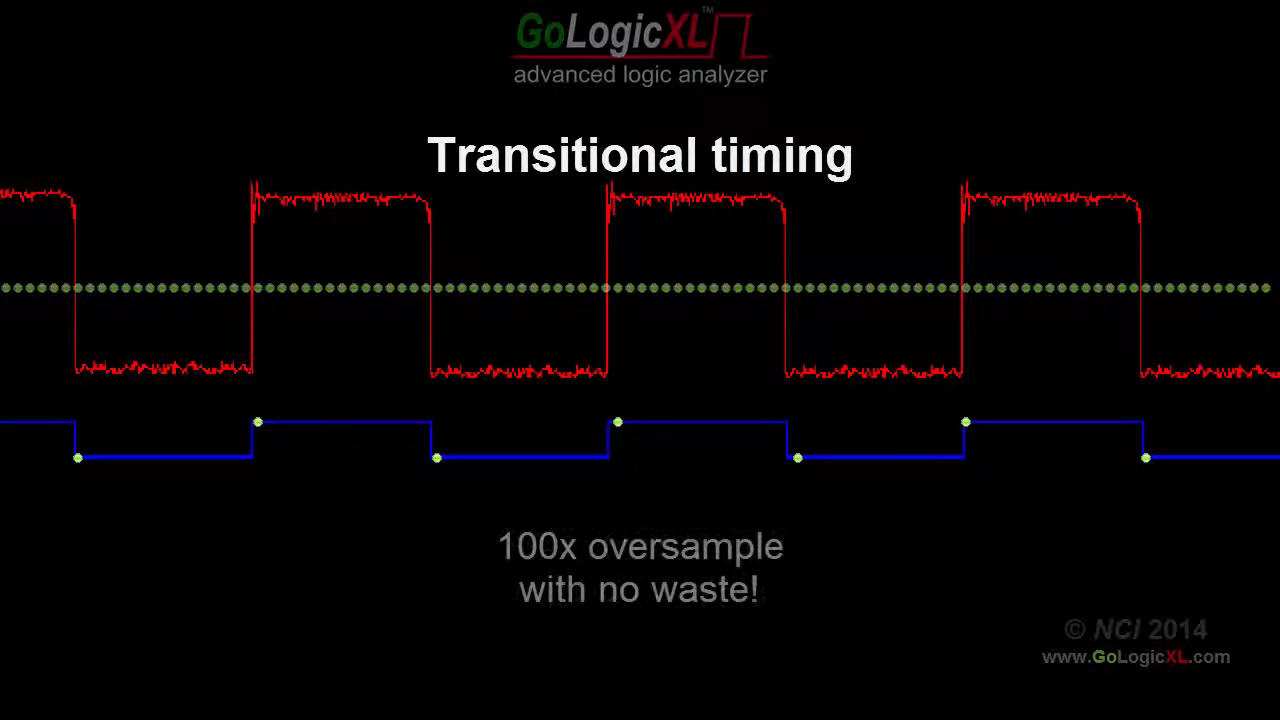 GoLogicXL™
advanced logic analyzer
Transitional timing
100x oversample
with no waste!
© NCI 2014
www.GoLogicXL.com